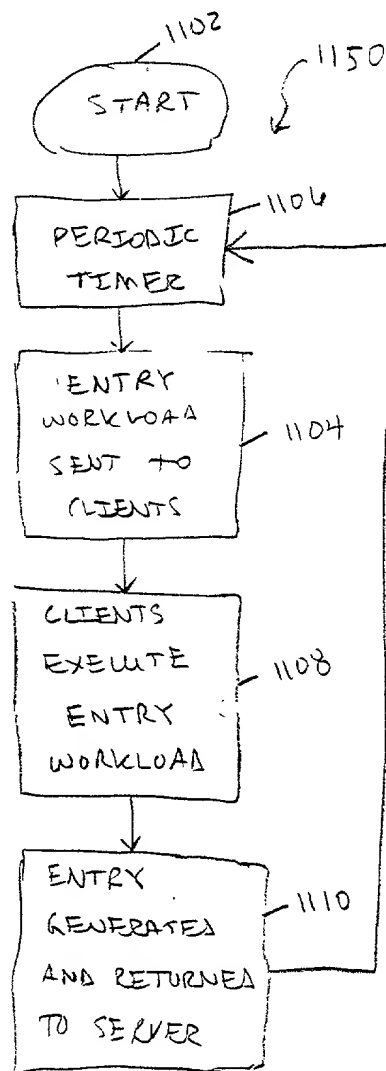 1102
START
1150
1106
PERIODIC
TIMER
ENTRY
WORKLOAD
SENT TO
CLIENTS
1104
CLIENTS
EXECUTE
ENTRY
WORKLOAD
1108
ENTRY
GENERATED
AND RETURNED
TO SERVER
1110